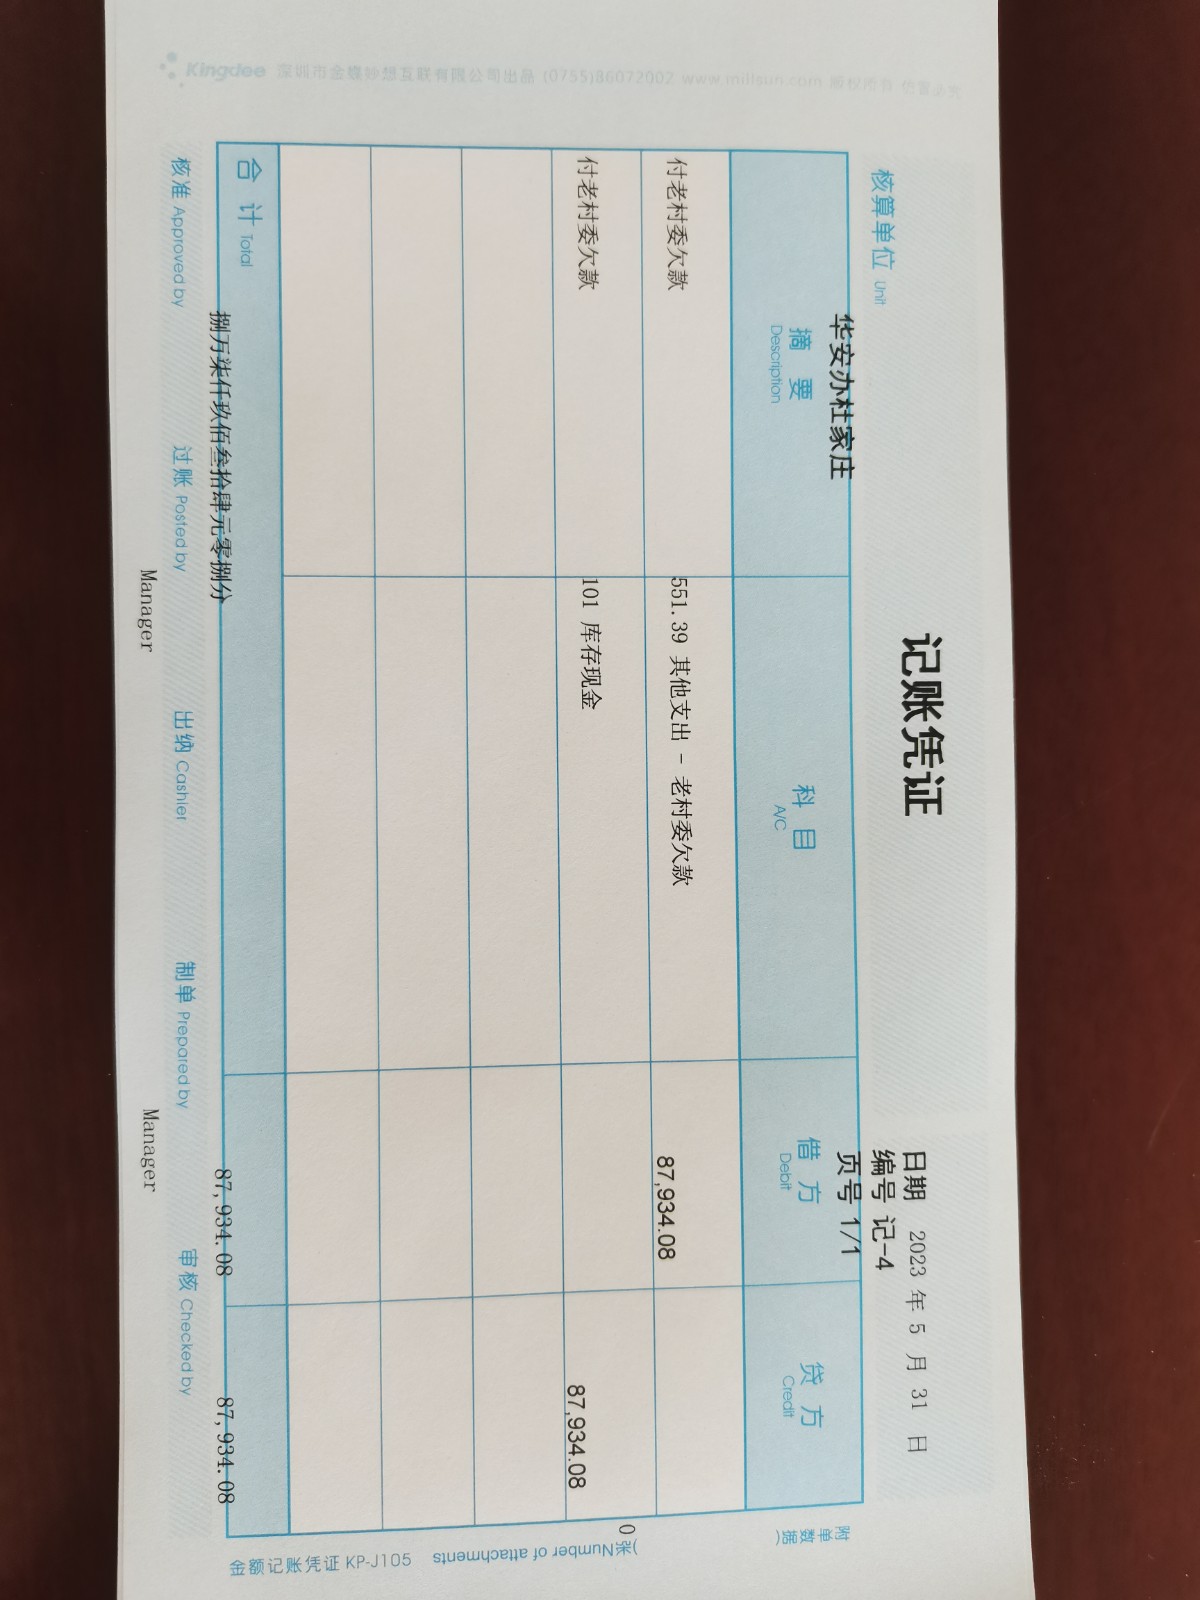 记账凭证
日期 2023 年 5 月 31 日
编号 记-4
页号 1/1
核算单位 Unit
华安办杜家庄
摘 要 Description
科 目 A/C
借 方 Debit
贷 方 Credit
付老村委欠款 551.39 其他支出 - 老村委欠款 87,934.08
付老村委欠款 101 库存现金 87,934.08
合 计 Total
捌万柒仟玖佰叁拾肆元零捌分 87,934.08 87,934.08
附单据数(
0
张)Number of attachments
金额记账凭证 KP-J105
核准 Approved by 过账 Posted by 出纳 Cashier 制单 Prepared by 审核 Checked by
Manager Manager
Kingdee 深圳市金蝶妙想互联有限公司出品 (0755)86072002 www.millsun.com 版权所有 仿冒必究